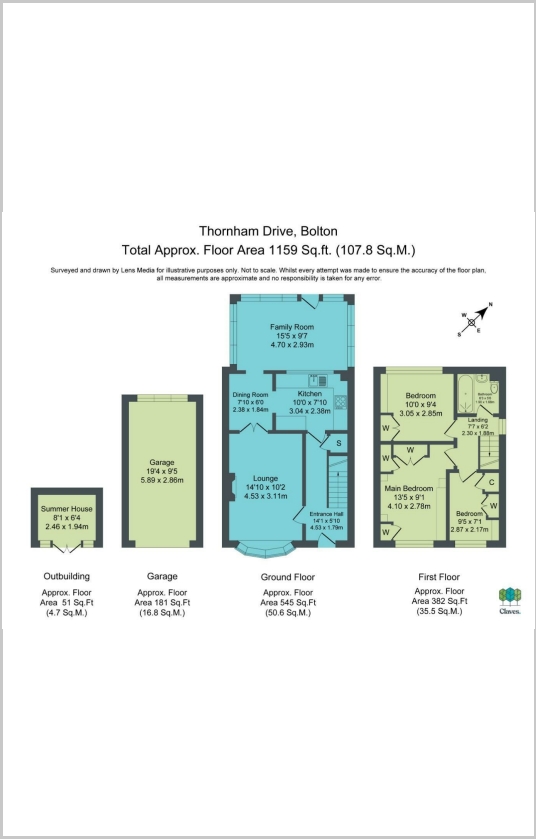 Thornham Drive, Bolton
Total Approx. Floor Area 1159 Sq.ft. (107.8 Sq.M.)
Surveyed and drawn by Lens Media for illustrative purposes only. Not to scale. Whilst every attempt was made to ensure the accuracy of the floor plan,
all measurements are approximate and no responsibility is taken for any error.
N
W
E
S
Family Room
15'5 x 9'7
4.70 x 2.93m
Dining Room
7'10 x 6'0
2.38 x 1.84m
Kitchen
10'0 x 7'10
3.04 x 2.38m
S
Lounge
14'10 x 10'2
4.53 x 3.11m
Entrance Hall
14'1 x 5'10
4.53 x 1.79m
Bedroom
10'0 x 9'4
3.05 x 2.85m
Bathroom
Landing
7'7 x 6'2
2.30 x 1.88m
W
W
W
Main Bedroom
13'5 x 9'1
4.10 x 2.78m
W
C
W
Bedroom
9'5 x 7'1
2.87 x 2.17m
Garage
19'4 x 9'5
5.89 x 2.86m
Summer House
8'1 x 6'4
2.46 x 1.94m
Outbuilding
Approx. Floor
Area 51 Sq.Ft
(4.7 Sq.M.)
Garage
Approx. Floor
Area 181 Sq.Ft
(16.8 Sq.M.)
Ground Floor
Approx. Floor
Area 545 Sq.Ft
(50.6 Sq.M.)
First Floor
Approx. Floor
Area 382 Sq.Ft
(35.5 Sq.M.)
Claves.